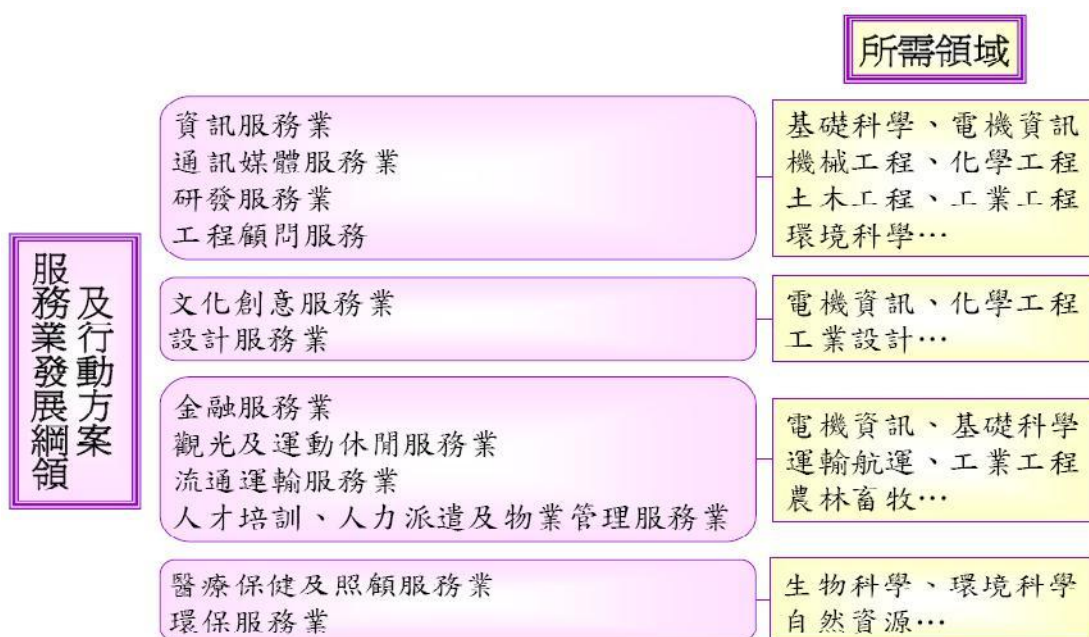 所需領域
服務業發展綱領
及行動方案
資訊服務業
通訊媒體服務業
研發服務業
工程顧問服務
基礎科學、電機資訊
機械工程、化學工程
土木工程、工業工程
環境科學…
文化創意服務業
設計服務業
電機資訊、化學工程
工業設計…
金融服務業
觀光及運動休閒服務業
流通運輸服務業
人才培訓、人力派遣及物業管理服務業
電機資訊、基礎科學
運輸航運、工業工程
農林畜牧…
醫療保健及照顧服務業
環保服務業
生物科學、環境科學
自然資源…